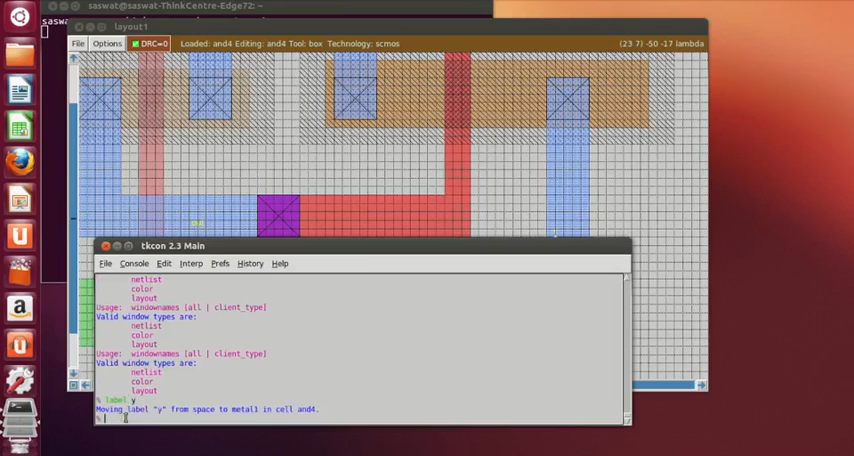 saswat@saswat-ThinkCentre-Edge72: ~
saswa
layout1
File Options DRC=0 Loaded: and4 Editing: and4 Tool: box Technology: scmos (23 7) -50 -17 lambda
out
tkcon 2.3 Main
File Console Edit Interp Prefs History Help
netlist
color
layout
Usage: windownames [all | client_type]
Valid window types are:
netlist
color
layout
Usage: windownames [all | client_type]
Valid window types are:
netlist
color
layout
% label y
Moving label "y" from space to metal1 in cell and4.
%